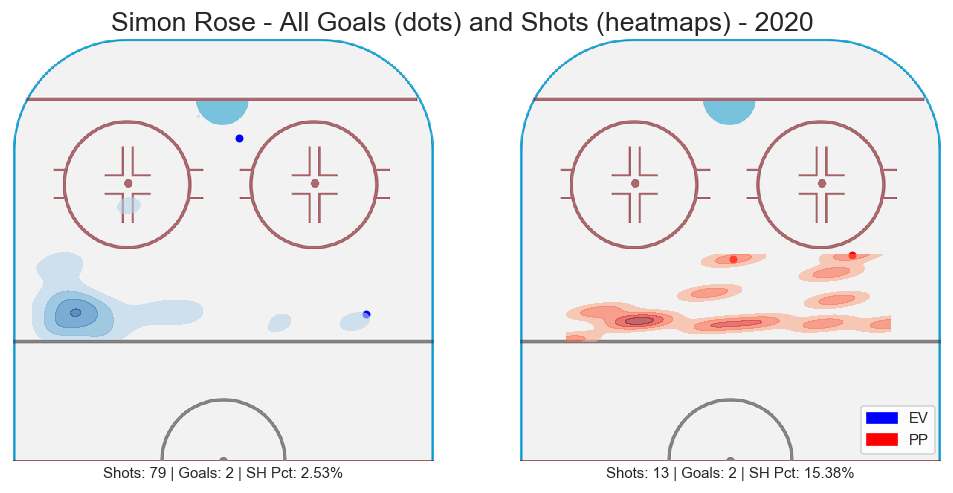 Simon Rose - All Goals (dots) and Shots (heatmaps) - 2020
EV
PP
Shots: 79 | Goals: 2 | SH Pct: 2.53%
Shots: 13 | Goals: 2 | SH Pct: 15.38%